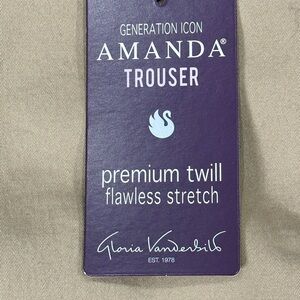 GENERATION ICON
AMANDA®
TROUSER
premium twill
flawless stretch
Gloria Vanderbilt
EST. 1978